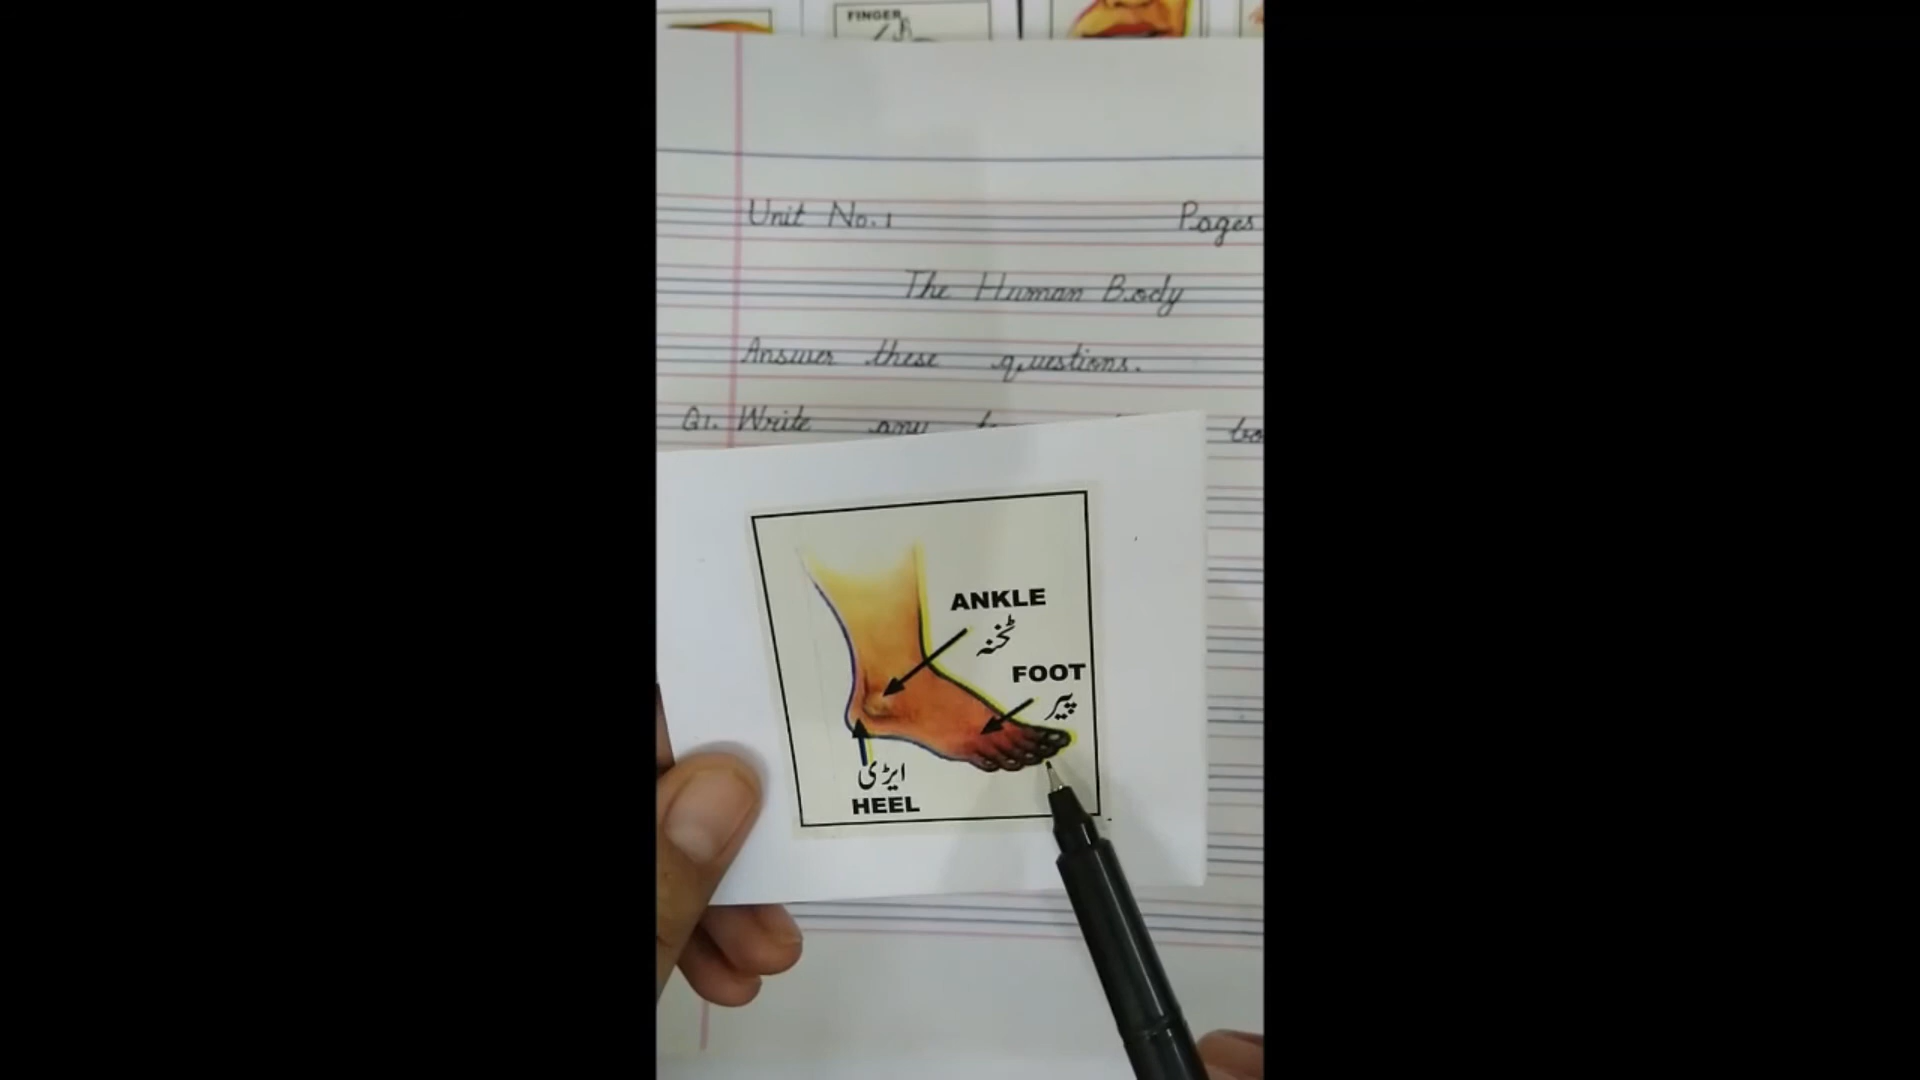 FINGER
Unit No. 1 Pages
The Human Body
Answer these questions.
Q1. Write any
ANKLE
ٹخنہ
FOOT
پیر
ایڑی
HEEL